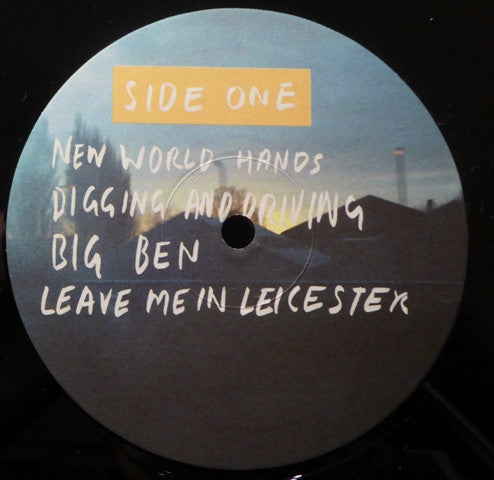 SIDE ONE
NEW WORLD HANDS
DIGGING AND DRIVING
BIG BEN
LEAVE ME IN LEICESTER